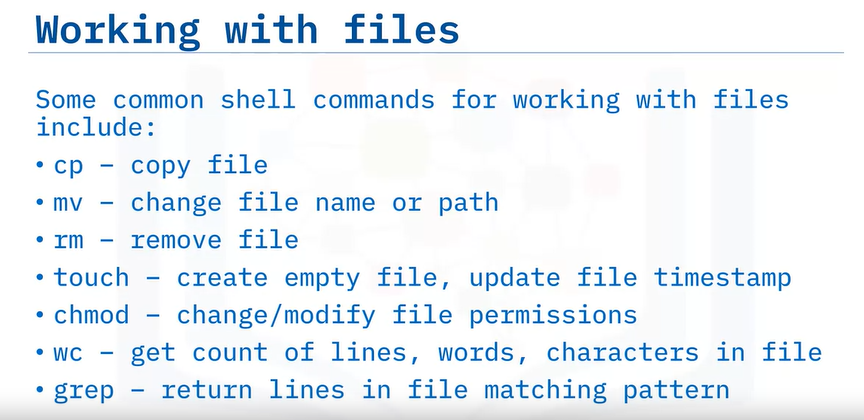 Working with files
Some common shell commands for working with files
include:
• cp – copy file
• mv – change file name or path
• rm – remove file
• touch – create empty file, update file timestamp
• chmod – change/modify file permissions
• wc – get count of lines, words, characters in file
• grep – return lines in file matching pattern